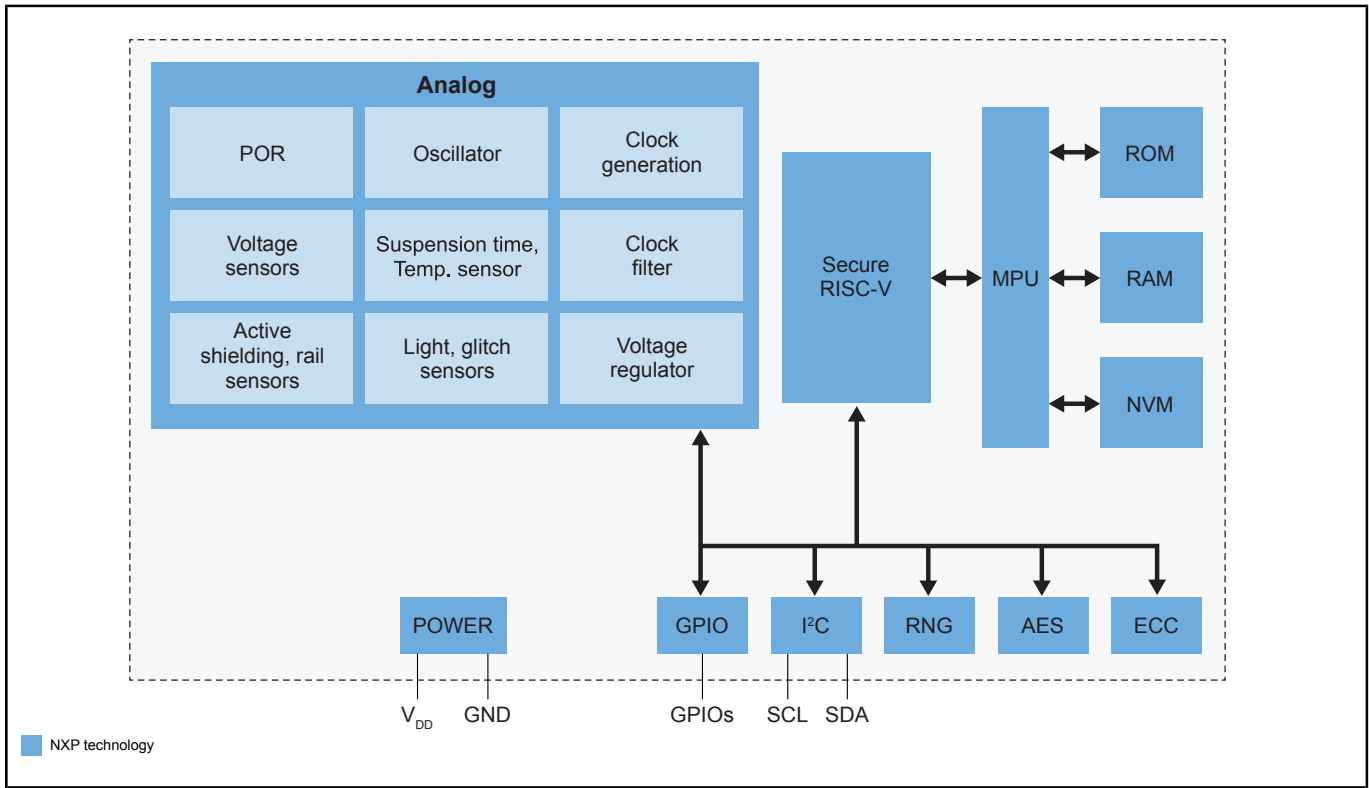 Analog
POR
Oscillator
Clock
generation
Voltage
sensors
Suspension time,
Temp. sensor
Clock
filter
Active
shielding, rail
sensors
Light, glitch
sensors
Voltage
regulator
Secure
RISC-V
MPU
ROM
RAM
NVM
POWER
GPIO
I²C
RNG
AES
ECC
V_DD
GND
GPIOs
SCL
SDA
NXP technology